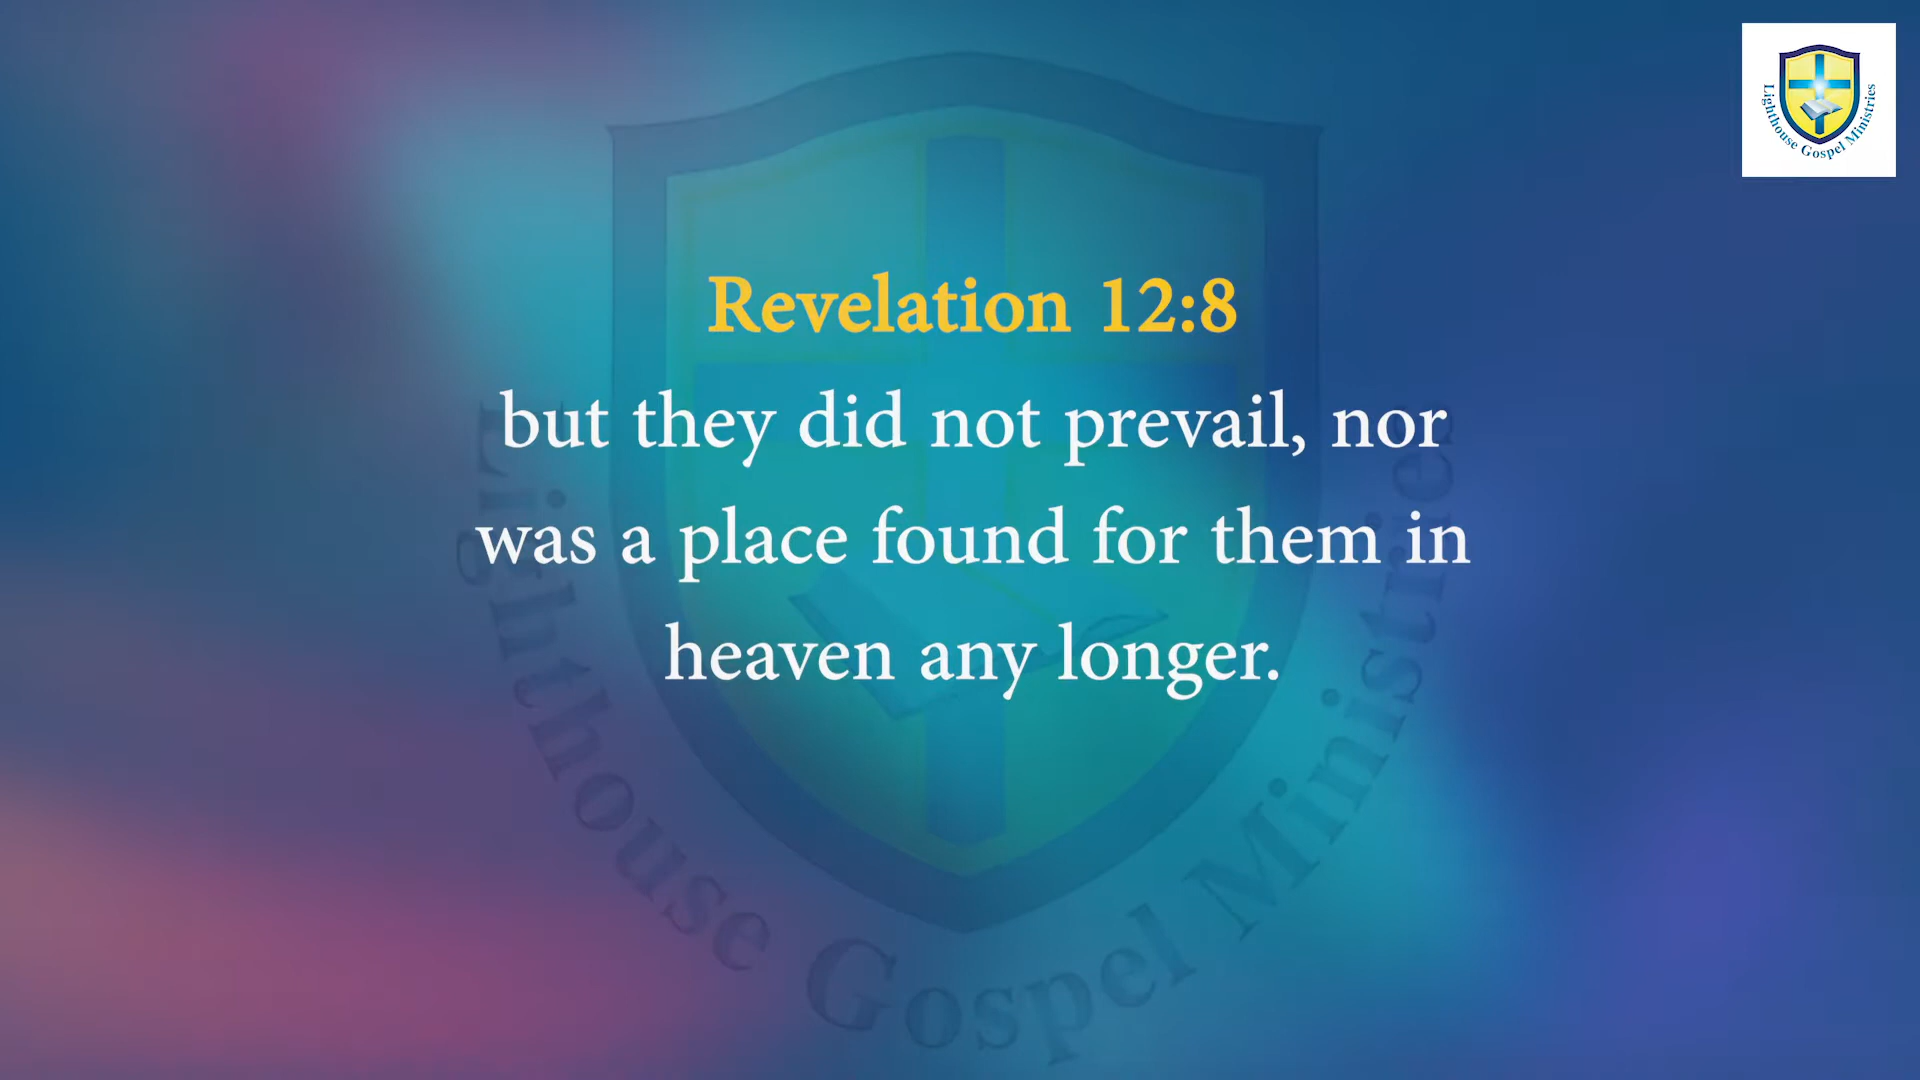 Lighthouse Gospel Ministries
Revelation 12:8
but they did not prevail, nor
was a place found for them in
heaven any longer.
Lighthouse Gospel Ministries